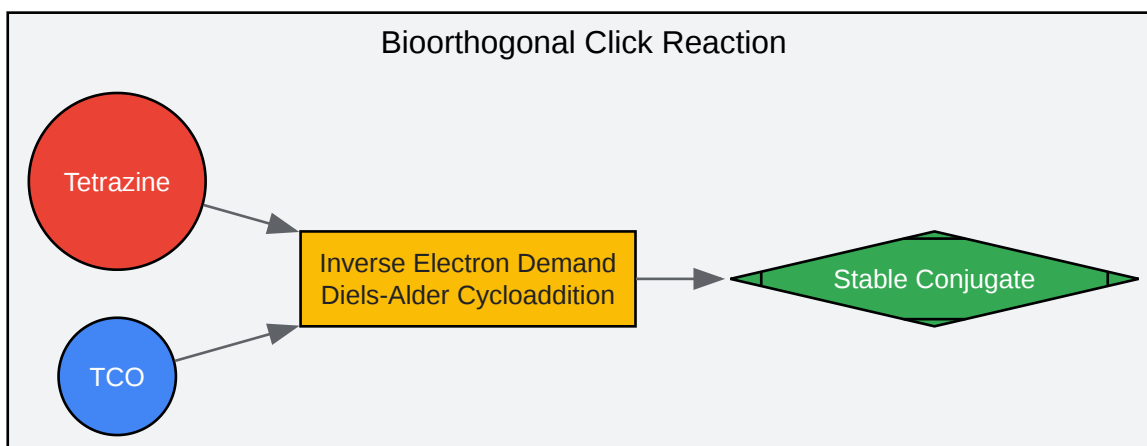 Bioorthogonal Click Reaction
Tetrazine
Inverse Electron Demand
Diels-Alder Cycloaddition
Stable Conjugate
TCO